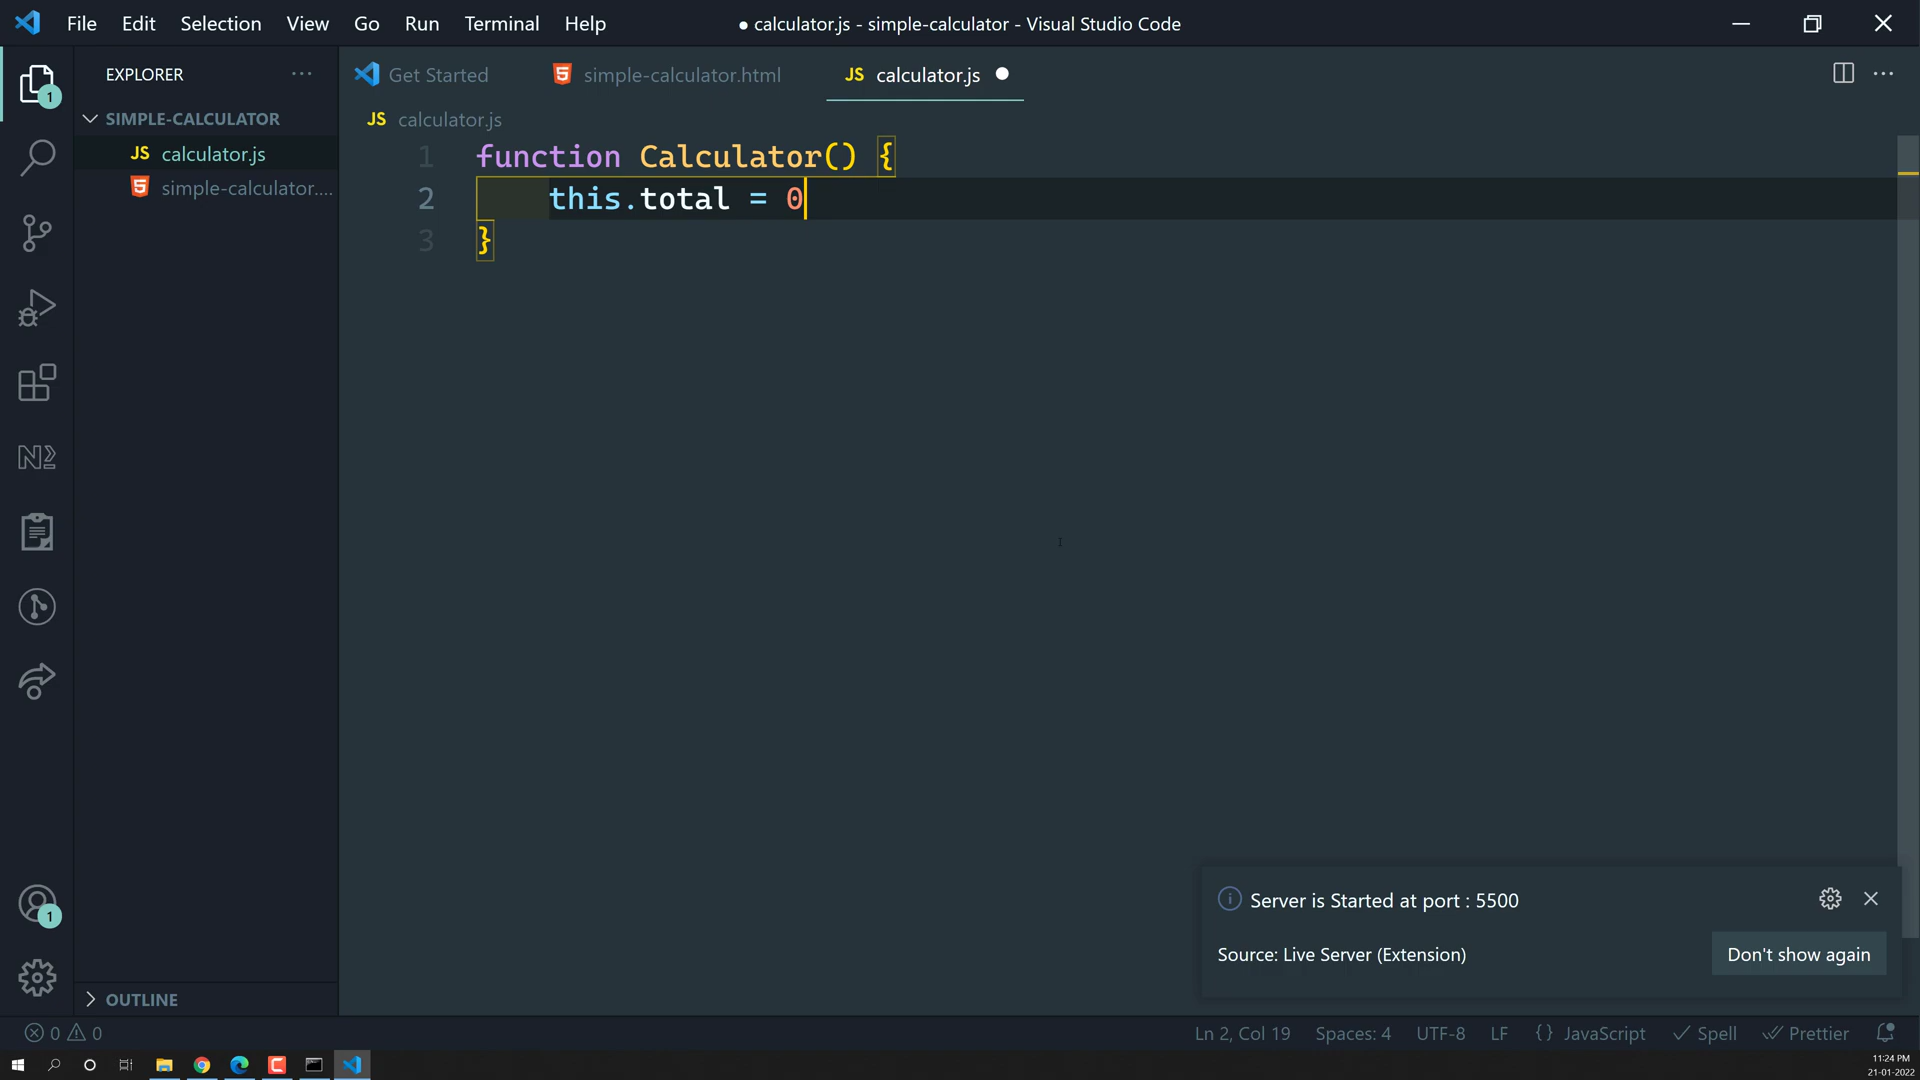 File Edit Selection View Go Run Terminal Help
● calculator.js - simple-calculator - Visual Studio Code
EXPLORER
Get Started
simple-calculator.html
JS calculator.js
1
SIMPLE-CALCULATOR
JS calculator.js
simple-calculator....
JS calculator.js
1 function Calculator() {
2 this.total = 0
3 }
Server is Started at port : 5500
Source: Live Server (Extension)
Don't show again
1
OUTLINE
0 0
Ln 2, Col 19 Spaces: 4 UTF-8 LF {} JavaScript Spell Prettier
11:24 PM
21-01-2022